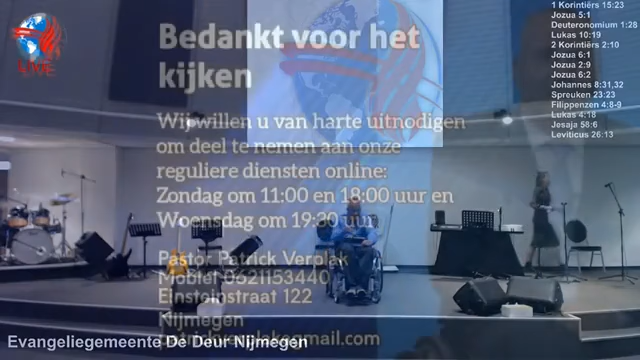 LIVE
Bedankt voor het
kijken
Wij willen u van harte uitnodigen
om deel te nemen aan onze
reguliere diensten online:
Zondag om 11:00 en 18:00 uur en
Woensdag om 19:30 uur
Pastor Patrick Verplak
Mobiel 0621153440
Einsteinstraat 122
Nijmegen
Evangeliegemeente De Deur Nijmegen
1 Korintiërs 15:23
Jozua 5:1
Deuteronomium 1:28
Lukas 10:19
2 Korintiërs 2:10
Jozua 6:1
Jozua 2:9
Jozua 6:2
Johannes 8:31,32
Spreuken 23:23
Filippenzen 4:8-9
Lukas 4:18
Jesaja 58:6
Leviticus 26:13